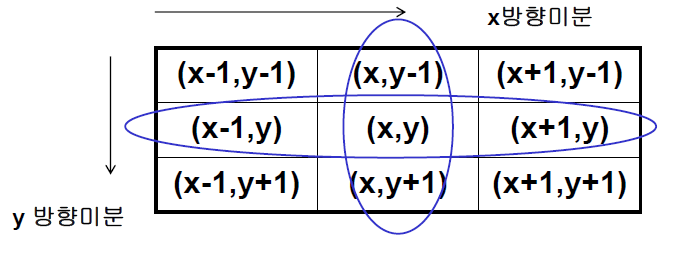 x방향미분
(x-1,y-1) (x,y-1) (x+1,y-1)
(x-1,y) (x,y) (x+1,y)
(x-1,y+1) (x,y+1) (x+1,y+1)
y 방향미분